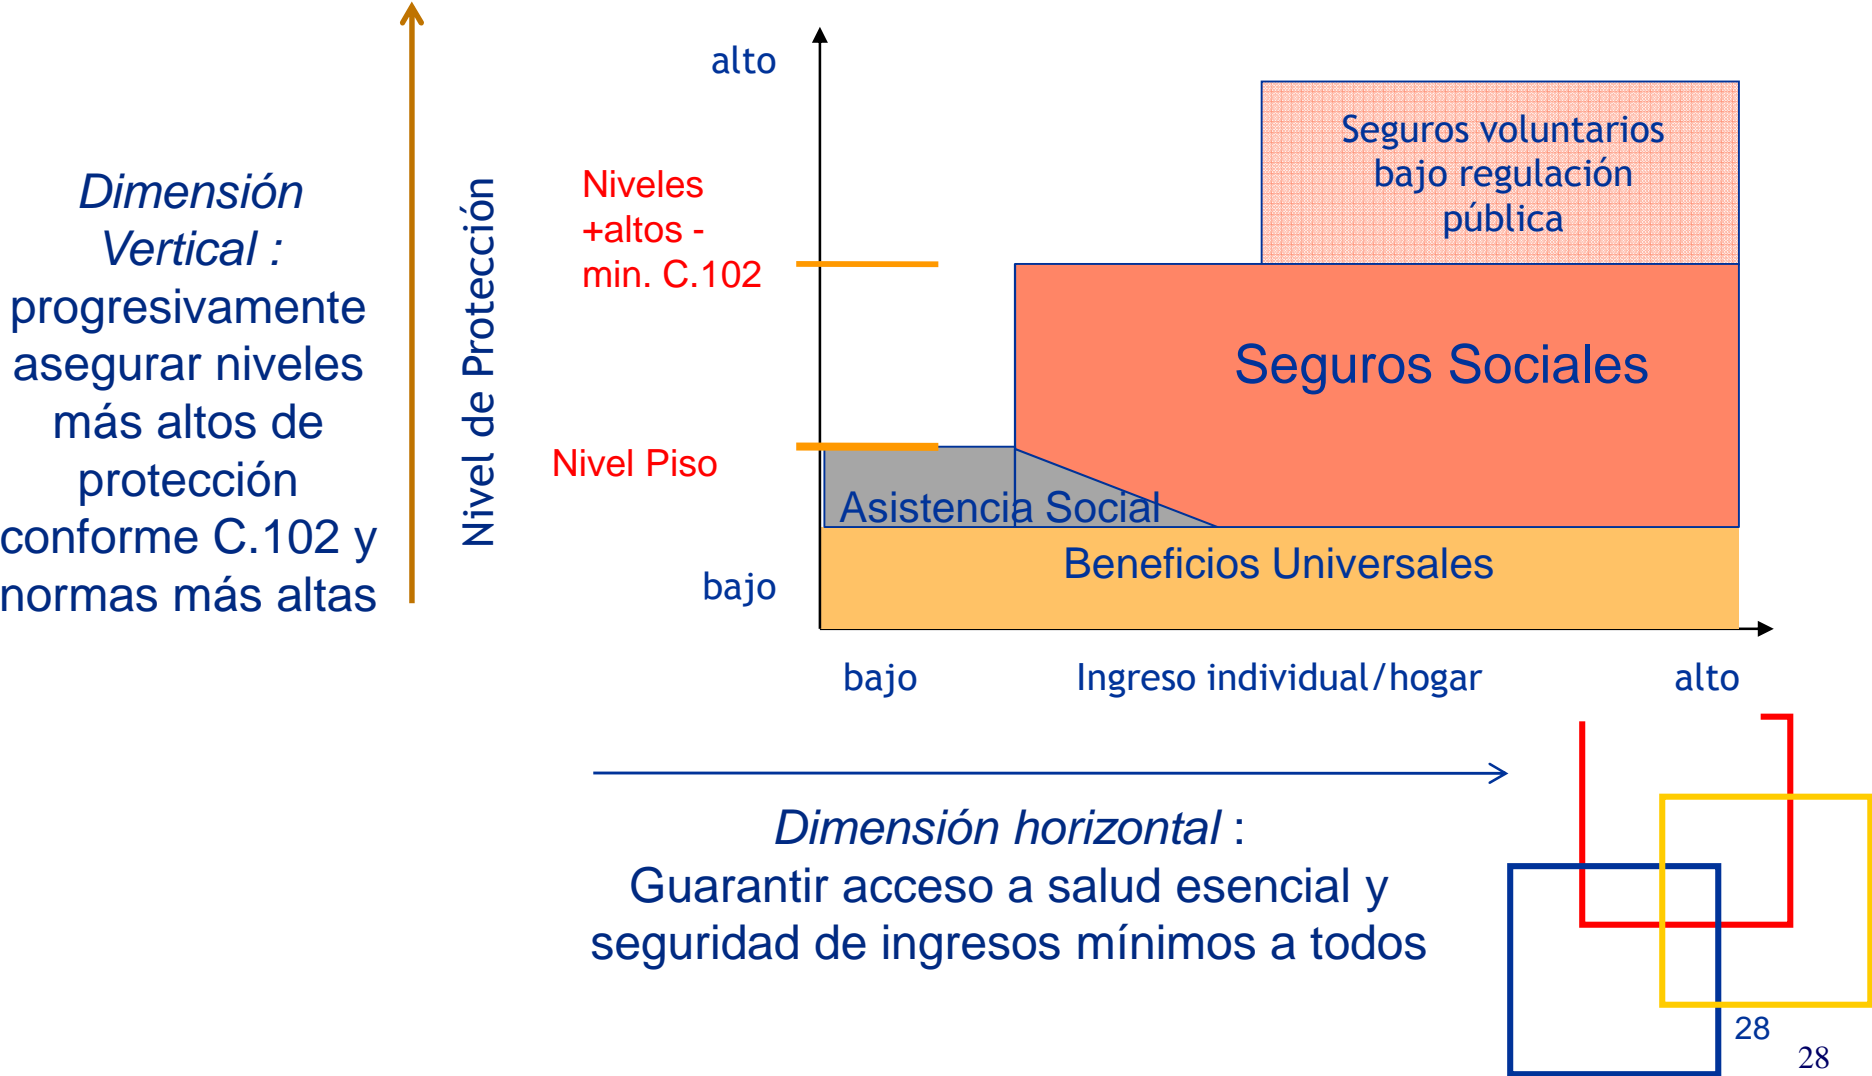 Dimensión
Vertical :
progresivamente
asegurar niveles
más altos de
protección
conforme C.102 y
normas más altas
Nivel de Protección
alto
Niveles
+altos -
min. C.102
Nivel Piso
bajo
Seguros voluntarios
bajo regulación
pública
Seguros Sociales
Asistencia Social
Beneficios Universales
bajo
Ingreso individual/hogar
alto
Dimensión horizontal :
Guarantir acceso a salud esencial y
seguridad de ingresos mínimos a todos
28
28